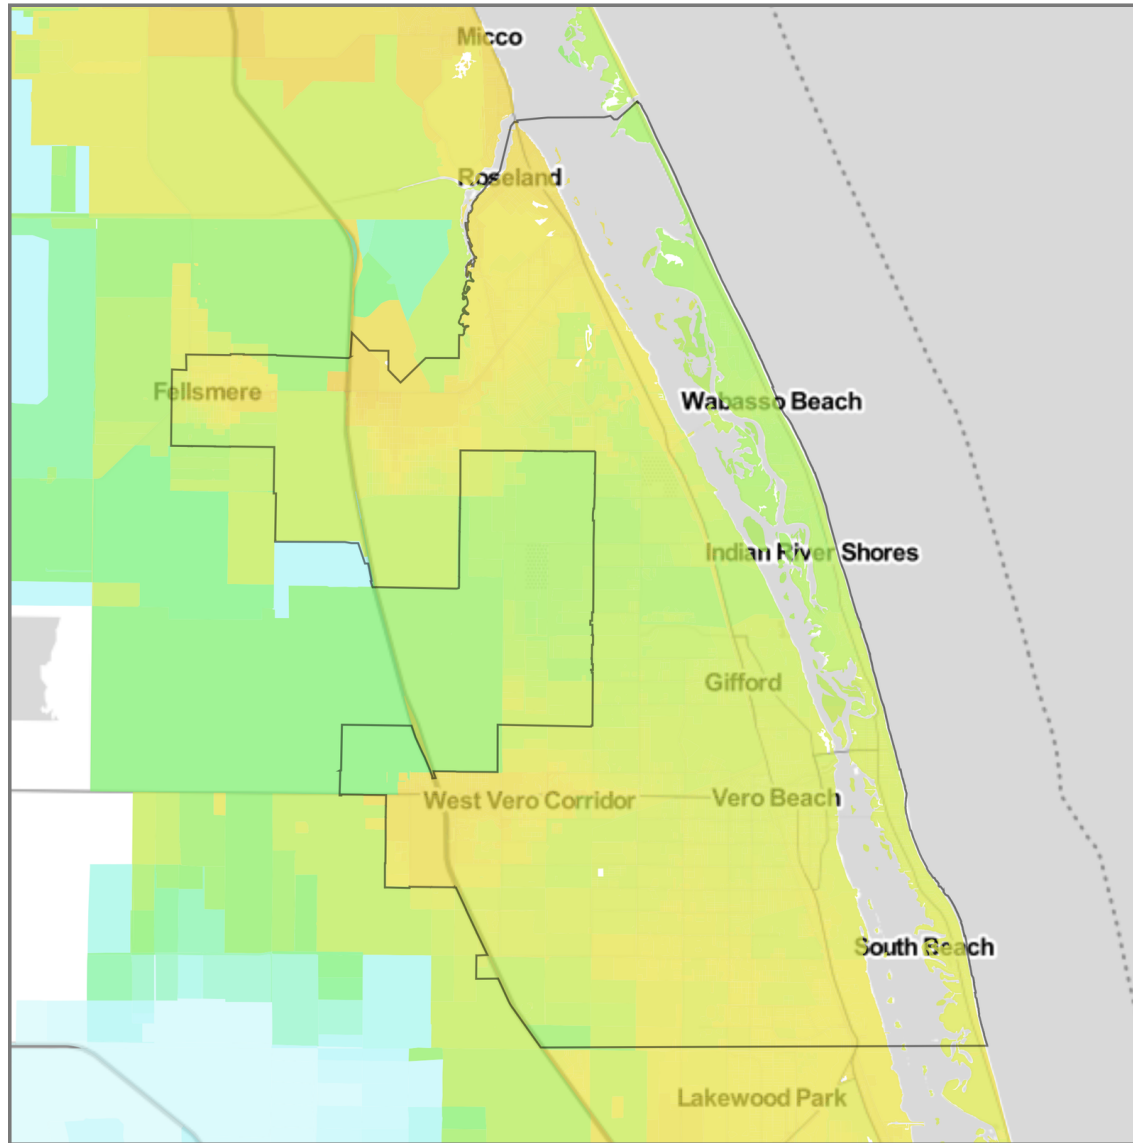 Micco
Roseland
Fellsmere
Wabasso Beach
Indian River Shores
Gifford
West Vero Corridor
Vero Beach
South Beach
Lakewood Park